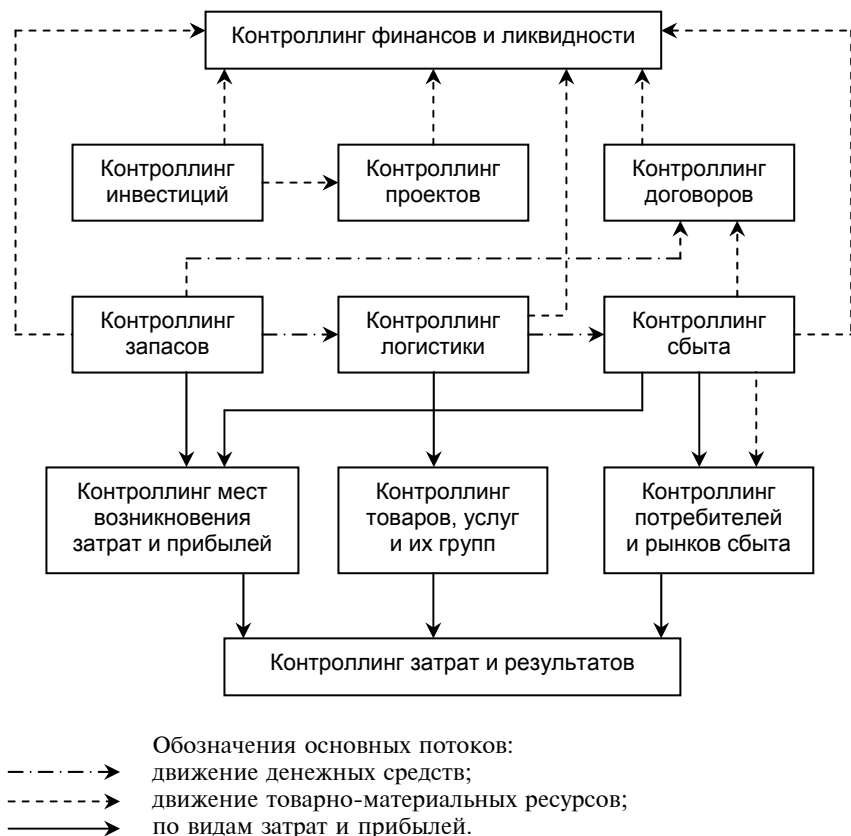 Контроллинг финансов и ликвидности
Контроллинг
инвестиций
Контроллинг
проектов
Контроллинг
договоров
Контроллинг
запасов
Контроллинг
логистики
Контроллинг
сбыта
Контроллинг мест
возникновения
затрат и прибылей
Контроллинг
товаров, услуг
и их групп
Контроллинг
потребителей
и рынков сбыта
Контроллинг затрат и результатов
Обозначения основных потоков:
движение денежных средств;
движение товарно-материальных ресурсов;
по видам затрат и прибылей.